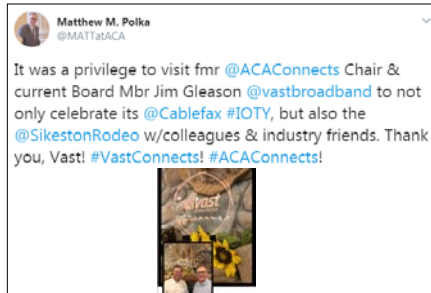 Matthew M. Polka
@MATTatACA
It was a privilege to visit fmr @ACAConnects Chair &
current Board Mbr Jim Gleason @vastbroadband to not
only celebrate its @Cablefax #IOTY, but also the
@SikestonRodeo w/colleagues & industry friends. Thank
you, Vast! #VastConnects! #ACAConnects!
vast